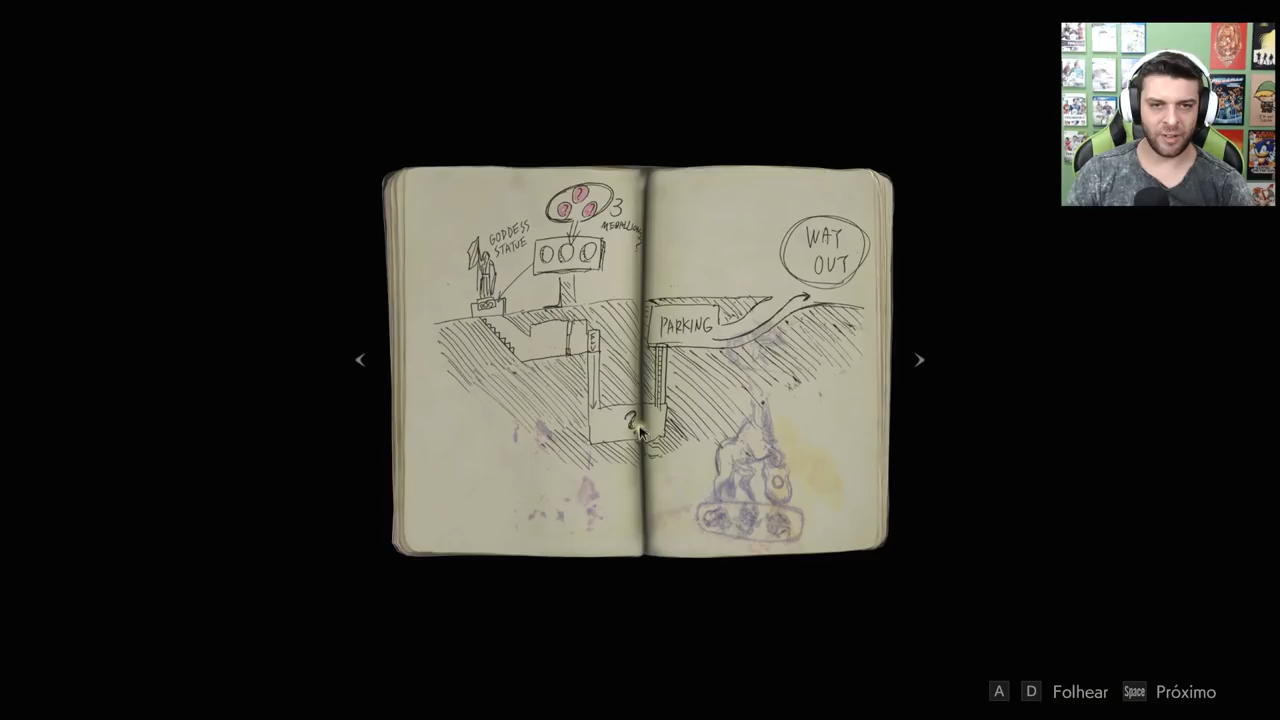 3
MEDALLIONS
?
GODDESS
STATUE
WAY
OUT
PARKING
?
A D Folhear Space Próximo